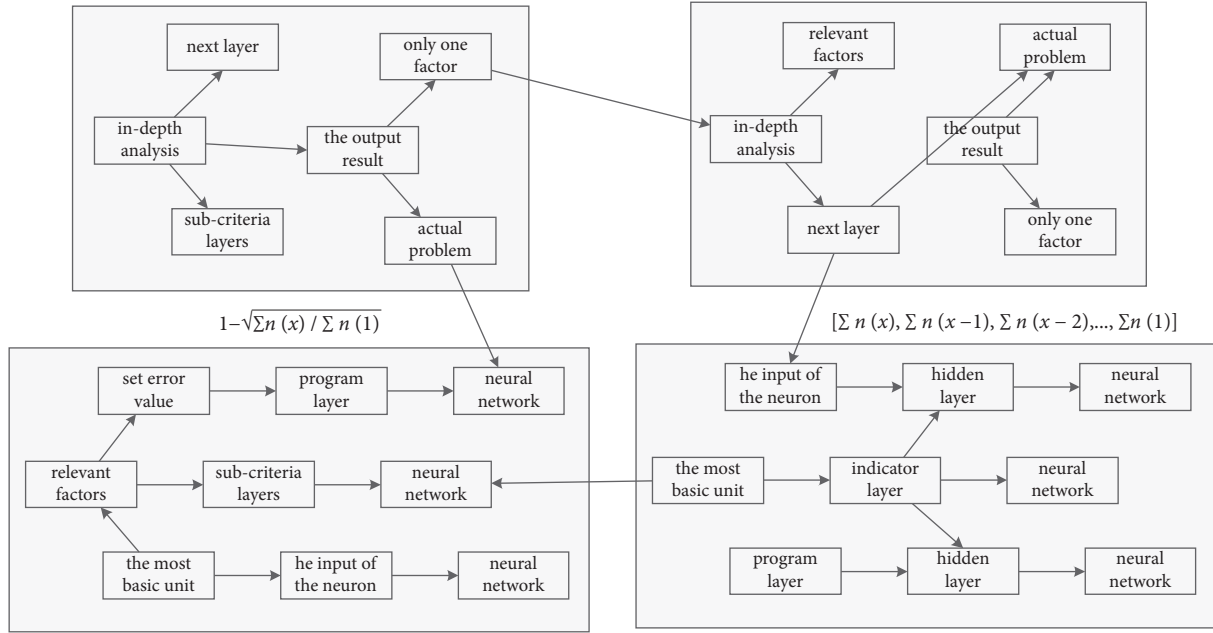 next layer
only one
factor
in-depth
analysis
the output
result
sub-criteria
layers
actual
problem
relevant
factors
actual
problem
in-depth
analysis
the output
result
next layer
only one
factor
1–√Σn (x) / Σ n (1)
[Σ n (x), Σ n (x –1), Σ n (x – 2),..., Σn (1)]
set error
value
program
layer
neural
network
relevant
factors
sub-criteria
layers
neural
network
the most
basic unit
he input of
the neuron
neural
network
he input of
the neuron
hidden
layer
neural
network
the most
basic unit
indicator
layer
neural
network
program
layer
hidden
layer
neural
network